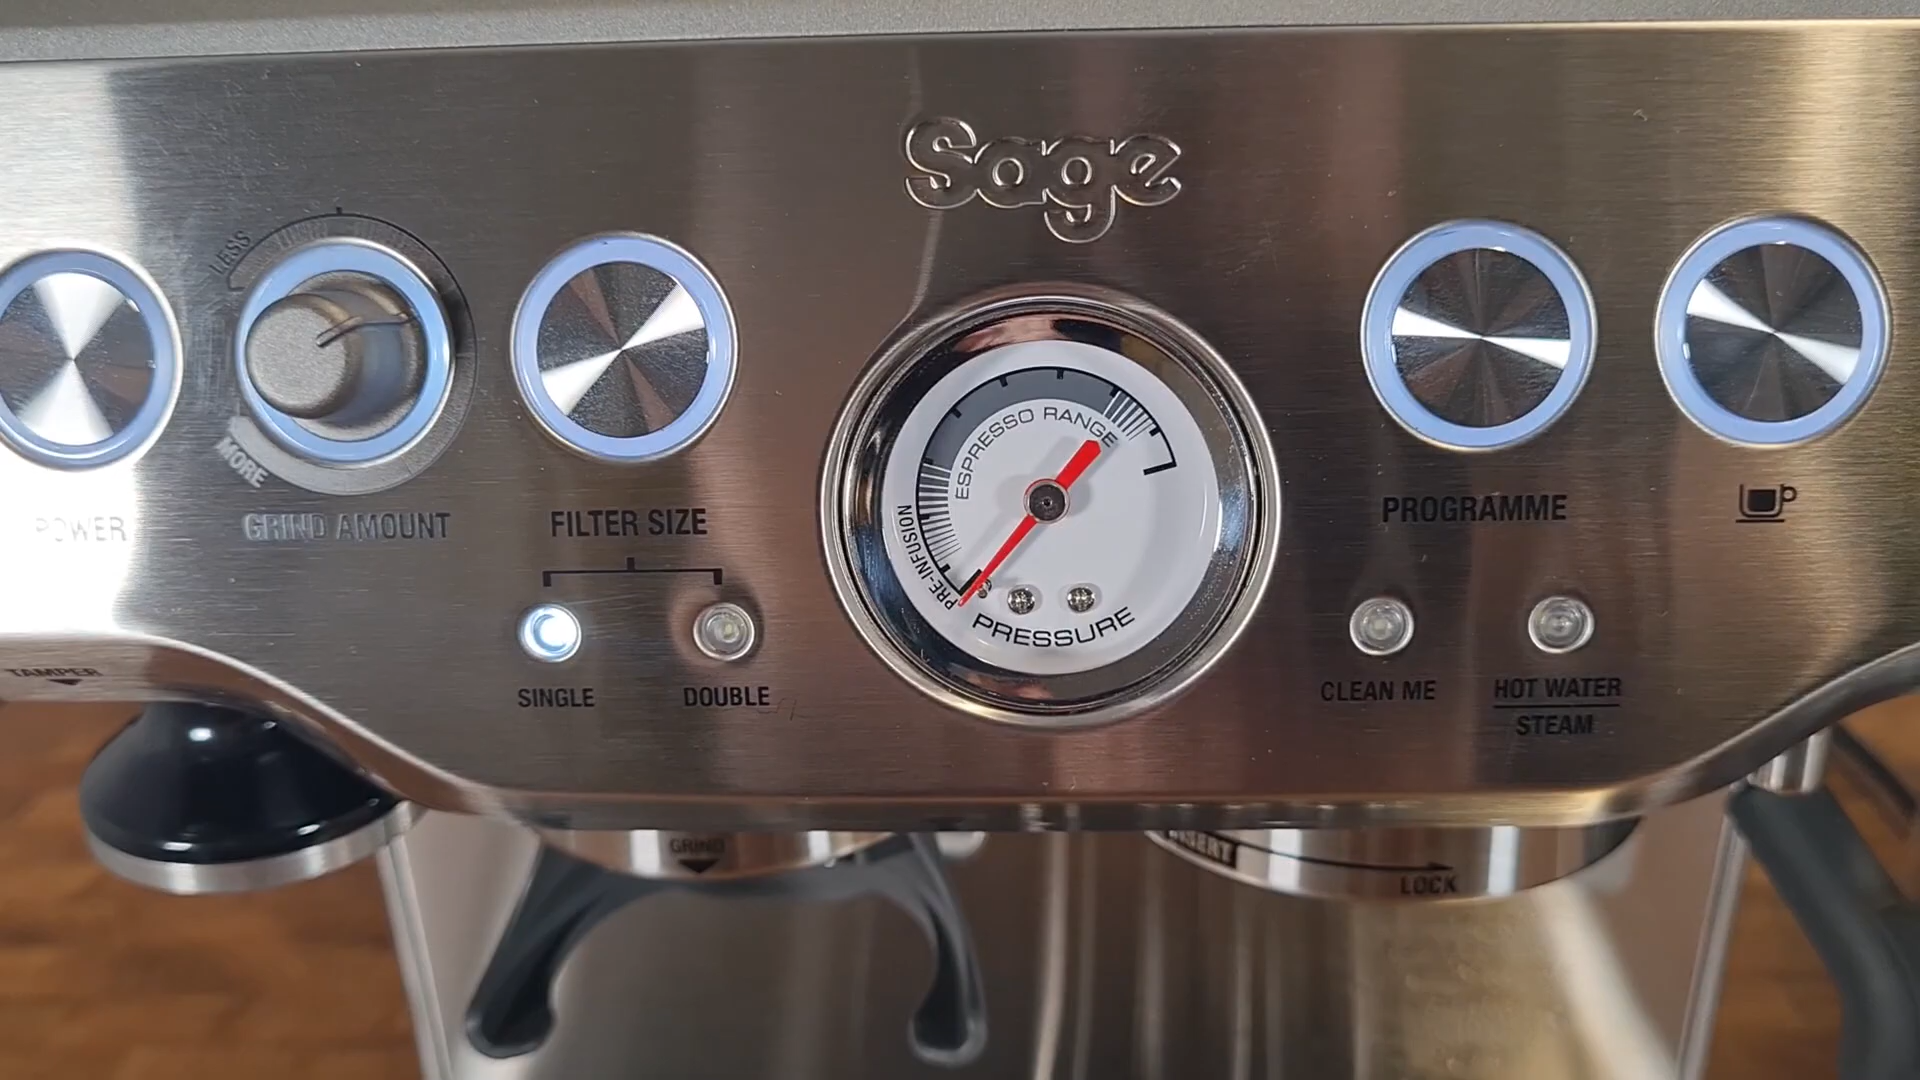 Sage
LESS
MORE
POWER
GRIND AMOUNT
FILTER SIZE
SINGLE
DOUBLE
ESPRESSO RANGE
PRE-INFUSION
PRESSURE
PROGRAMME
CLEAN ME
HOT WATER
STEAM
TAMPER
GRIND
INSERT
LOCK